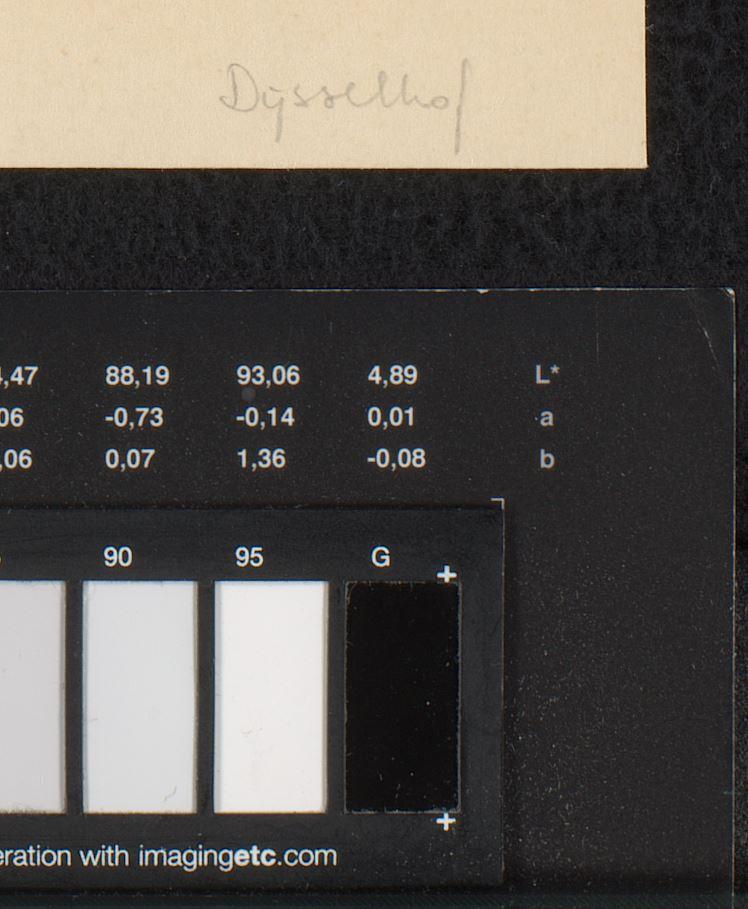 Dijsselhof
,47 88,19 93,06 4,89 L*
06 -0,73 -0,14 0,01 a
,06 0,07 1,36 -0,08 b
90 95 G
eration with imagingetc.com